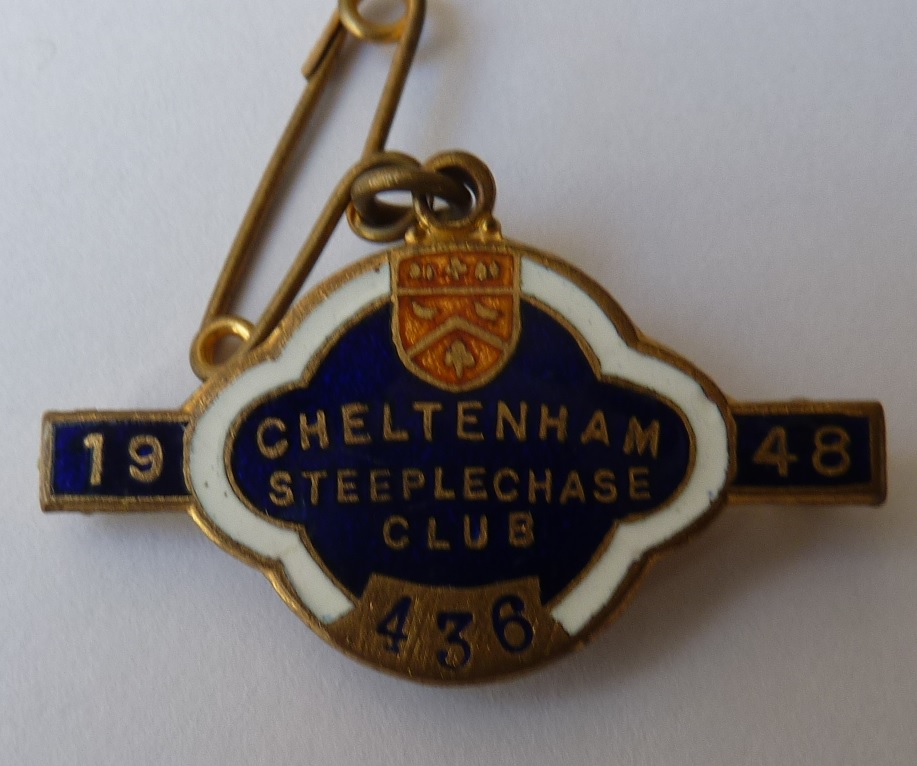 19 48
CHELTENHAM
STEEPLECHASE
CLUB
436